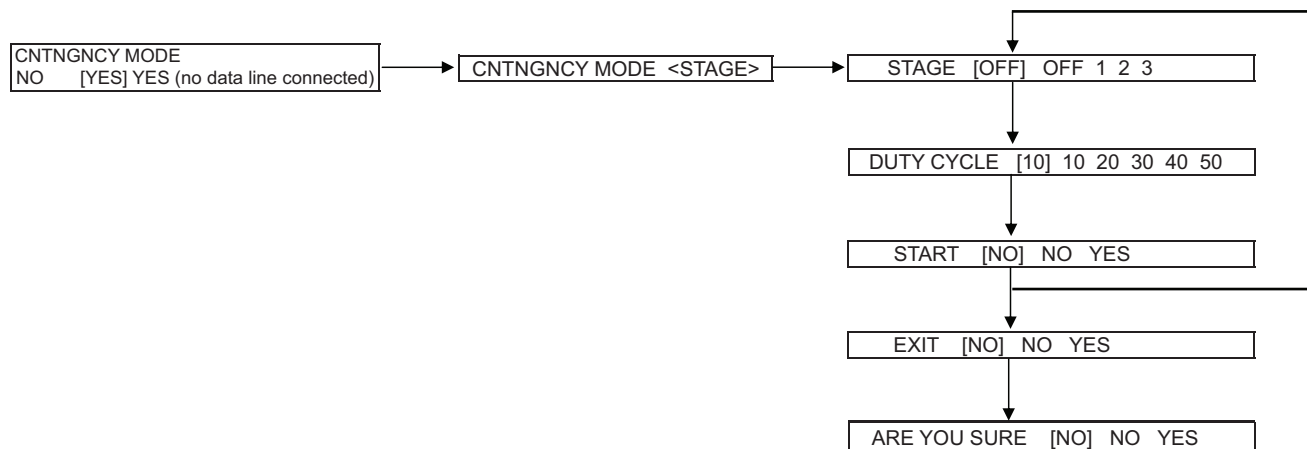 CNTNGNCY MODE
NO [YES] YES (no data line connected)
CNTNGNCY MODE <STAGE>
STAGE [OFF] OFF 1 2 3
DUTY CYCLE [10] 10 20 30 40 50
START [NO] NO YES
EXIT [NO] NO YES
ARE YOU SURE [NO] NO YES